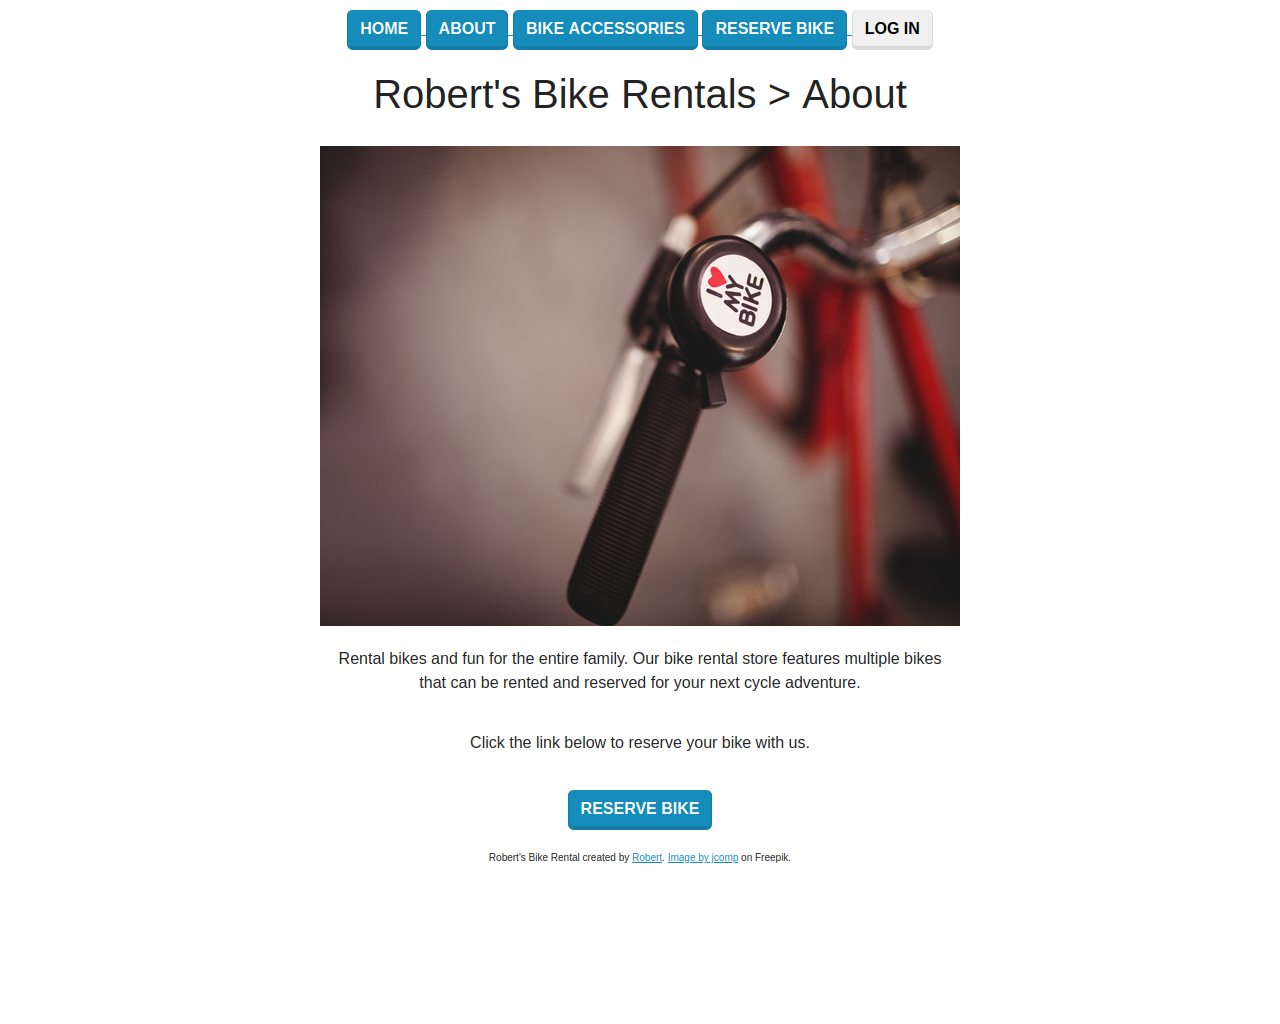 HOME ABOUT BIKE ACCESSORIES RESERVE BIKE LOG IN
Robert's Bike Rentals > About
I ❤ MY BIKE
Rental bikes and fun for the entire family. Our bike rental store features multiple bikes
that can be rented and reserved for your next cycle adventure.
Click the link below to reserve your bike with us.
RESERVE BIKE
Robert's Bike Rental created by Robert. Image by jcomp on Freepik.